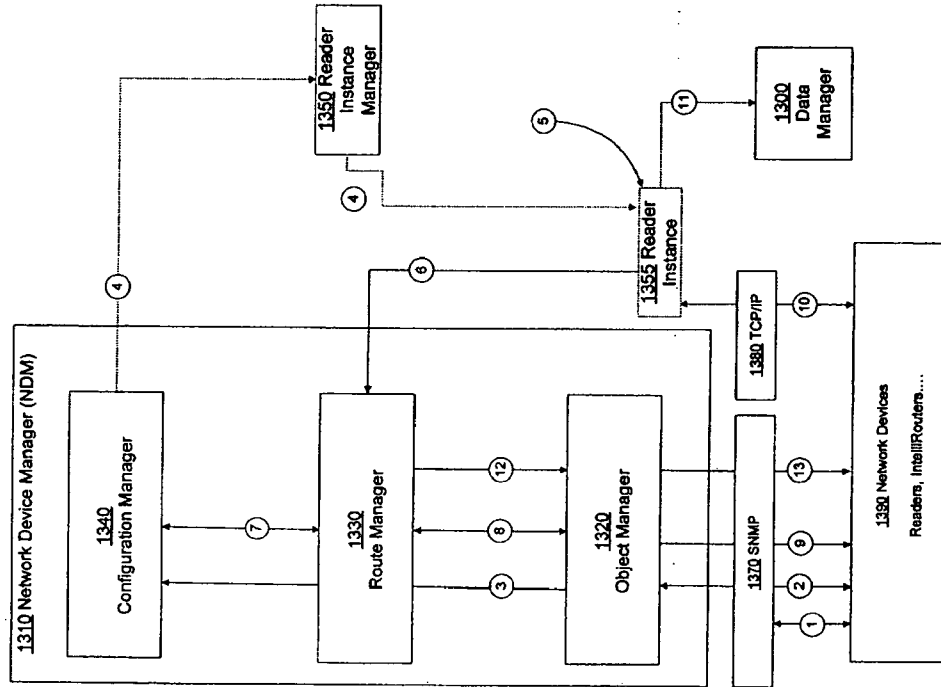 1310 Network Device Manager (NDM)
1340
Configuration Manager
4
1350 Reader
Instance
Manager
7
4
5
1330
Route Manager
6
3
8
12
1355 Reader
Instance
11
1300
Data
Manager
1320
Object Manager
1370 SNMP
1380 TCP/IP
1
2
9
13
10
1390 Network Devices
Readers, IntelliRouters....